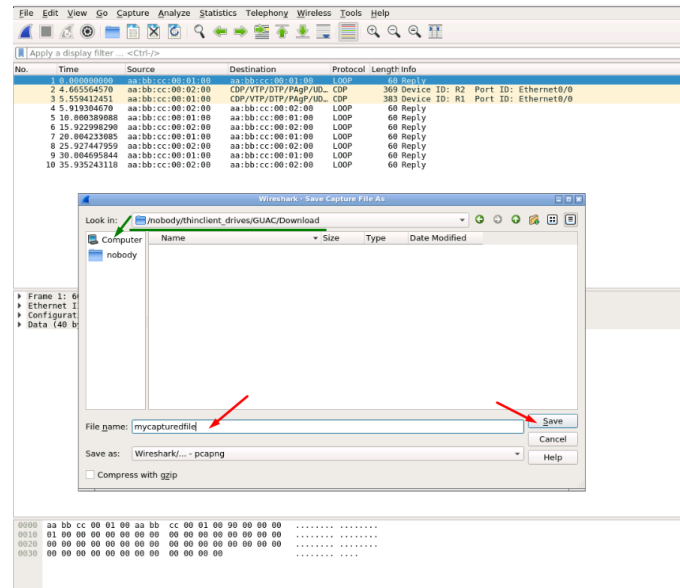 File Edit View Go Capture Analyze Statistics Telephony Wireless Tools Help
Apply a display filter ... <Ctrl-/>
No. Time Source Destination Protocol Length Info
1 0.000000000 aa:bb:cc:00:01:00 aa:bb:cc:00:01:00 LOOP 60 Reply
2 4.665564570 aa:bb:cc:00:02:00 CDP/VTP/DTP/PAgP/UD… CDP 369 Device ID: R2 Port ID: Ethernet0/0
3 5.559412451 aa:bb:cc:00:01:00 CDP/VTP/DTP/PAgP/UD… CDP 383 Device ID: R1 Port ID: Ethernet0/0
4 5.919304670 aa:bb:cc:00:02:00 aa:bb:cc:00:02:00 LOOP 60 Reply
5 10.000389088 aa:bb:cc:00:01:00 aa:bb:cc:00:01:00 LOOP 60 Reply
6 15.922998290 aa:bb:cc:00:02:00 aa:bb:cc:00:02:00 LOOP 60 Reply
7 20.004233085 aa:bb:cc:00:01:00 aa:bb:cc:00:01:00 LOOP 60 Reply
8 25.927447959 aa:bb:cc:00:02:00 aa:bb:cc:00:02:00 LOOP 60 Reply
9 30.004695844 aa:bb:cc:00:01:00 aa:bb:cc:00:01:00 LOOP 60 Reply
10 35.935243118 aa:bb:cc:00:02:00 aa:bb:cc:00:02:00 LOOP 60 Reply
Wireshark · Save Capture File As
Look in: /nobody/thinclient_drives/GUAC/Download
Computer Name Size Type Date Modified
nobody
Frame 1: 6
Ethernet I
Configurat
Data (40 b
File name: mycapturedfile Save
Cancel
Save as: Wireshark/... - pcapng Help
Compress with gzip
0000 aa bb cc 00 01 00 aa bb cc 00 01 00 90 00 00 00 ........ ........
0010 01 00 00 00 00 00 00 00 00 00 00 00 00 00 00 00 ........ ........
0020 00 00 00 00 00 00 00 00 00 00 00 00 00 00 00 00 ........ ........
0030 00 00 00 00 00 00 00 00 00 00 00 00 ........ ....